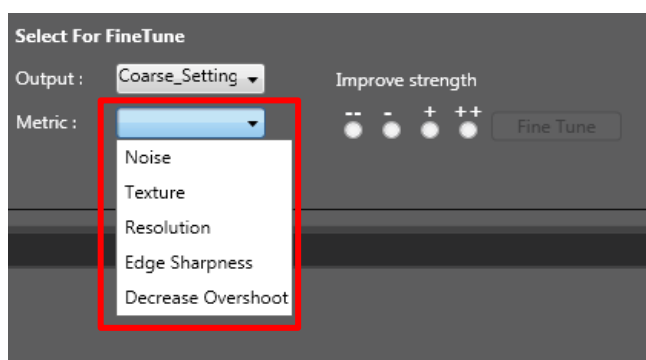 Select For FineTune
Output : Coarse_Setting Improve strength
Metric : -- - + ++ Fine Tune
Noise
Texture
Resolution
Edge Sharpness
Decrease Overshoot